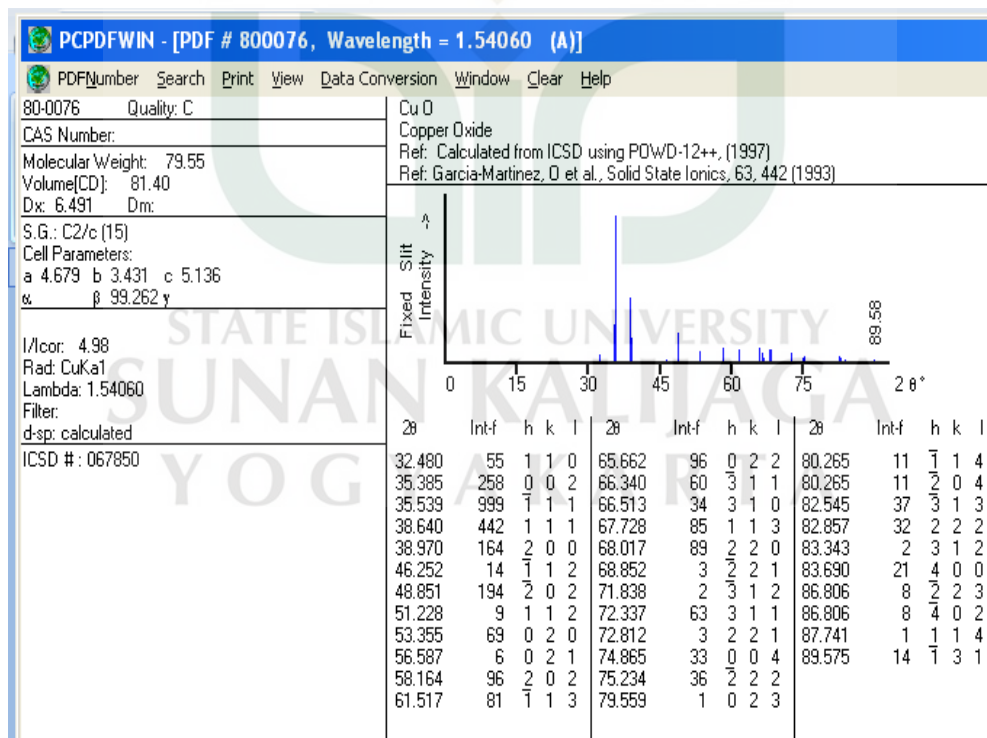 PCPDFWIN - [PDF # 800076, Wavelength = 1.54060 (A)]
PDFNumber Search Print View Data Conversion Window Clear Help
80-0076 Quality: C
CAS Number:
Molecular Weight: 79.55
Volume[CD]: 81.40
Dx: 6.491 Dm:
S.G.: C2/c (15)
Cell Parameters:
a 4.679 b 3.431 c 5.136
α β 99.262 γ
I/Icor: 4.98
Rad: CuKa1
Lambda: 1.54060
Filter:
d-sp: calculated
ICSD # : 067850
Cu O
Copper Oxide
Ref: Calculated from ICSD using POWD-12++, (1997)
Ref: Garcia-Martinez, O et al., Solid State Ionics, 63, 442 (1993)
Fixed Slit
Intensity ->
89.58
0 15 30 45 60 75 2 θ °
2θ Int-f h k l 2θ Int-f h k l 2θ Int-f h k l
32.480 55 1 1 0 65.662 96 0 2 2 80.265 11 1̄ 1 4
35.385 258 0 0 2 66.340 60 3̄ 1 1 80.265 11 2̄ 0 4
35.539 999 1̄ 1 1 66.513 34 3 1 0 82.545 37 3̄ 1 3
38.640 442 1 1 1 67.728 85 1 1 3 82.857 32 2 2 2
38.970 164 2 0 0 68.017 89 2 2 0 83.343 2 3 1 2
46.252 14 1̄ 1 2 68.852 3 2̄ 2 1 83.690 21 4 0 0
48.851 194 2̄ 0 2 71.838 2 3̄ 1 2 86.806 8 2̄ 2 3
51.228 9 1 1 2 72.337 63 3 1 1 86.806 8 4̄ 0 2
53.355 69 0 2 0 72.812 3 2 2 1 87.741 1 1 1 4
56.587 6 0 2 1 74.865 33 0 0 4 89.575 14 1̄ 3 1
58.164 96 2 0 2 75.234 36 2̄ 2 2
61.517 81 1̄ 1 3 79.559 1 0 2 3
STATE ISLAMIC UNIVERSITY
SUNAN KALIJAGA
YOGYAKARTA